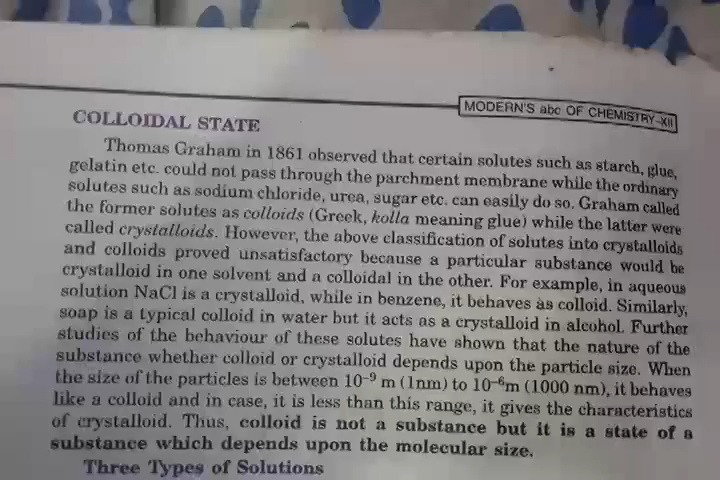 MODERN'S abc OF CHEMISTRY-XII
COLLOIDAL STATE
Thomas Graham in 1861 observed that certain solutes such as starch, glue,
gelatin etc. could not pass through the parchment membrane while the ordinary
solutes such as sodium chloride, urea, sugar etc. can easily do so. Graham called
the former solutes as colloids (Greek, kolla meaning glue) while the latter were
called crystalloids. However, the above classification of solutes into crystalloids
and colloids proved unsatisfactory because a particular substance would be
crystalloid in one solvent and a colloidal in the other. For example, in aqueous
solution NaCl is a crystalloid, while in benzene, it behaves as colloid. Similarly,
soap is a typical colloid in water but it acts as a crystalloid in alcohol. Further
studies of the behaviour of these solutes have shown that the nature of the
substance whether colloid or crystalloid depends upon the particle size. When
the size of the particles is between 10⁻⁹ m (1nm) to 10⁻⁶m (1000 nm), it behaves
like a colloid and in case, it is less than this range, it gives the characteristics
of crystalloid. Thus, colloid is not a substance but it is a state of a
substance which depends upon the molecular size.
Three Types of Solutions